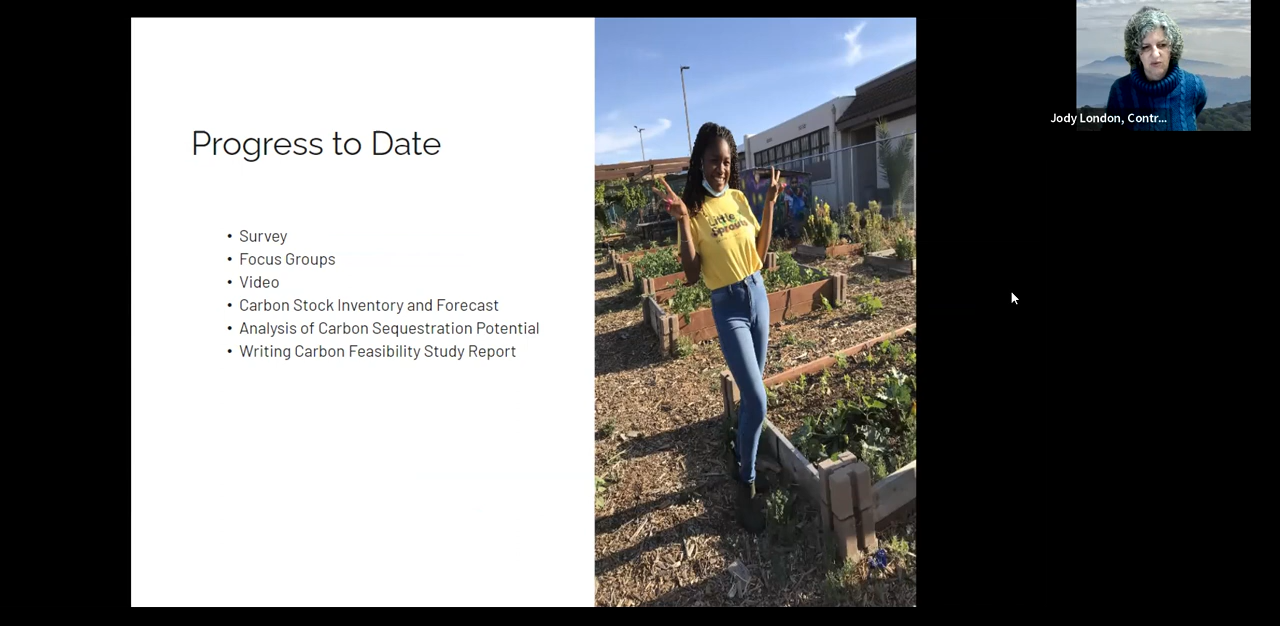 Progress to Date
• Survey
• Focus Groups
• Video
• Carbon Stock Inventory and Forecast
• Analysis of Carbon Sequestration Potential
• Writing Carbon Feasibility Study Report
Little
Sprouts
Jody London, Contr...